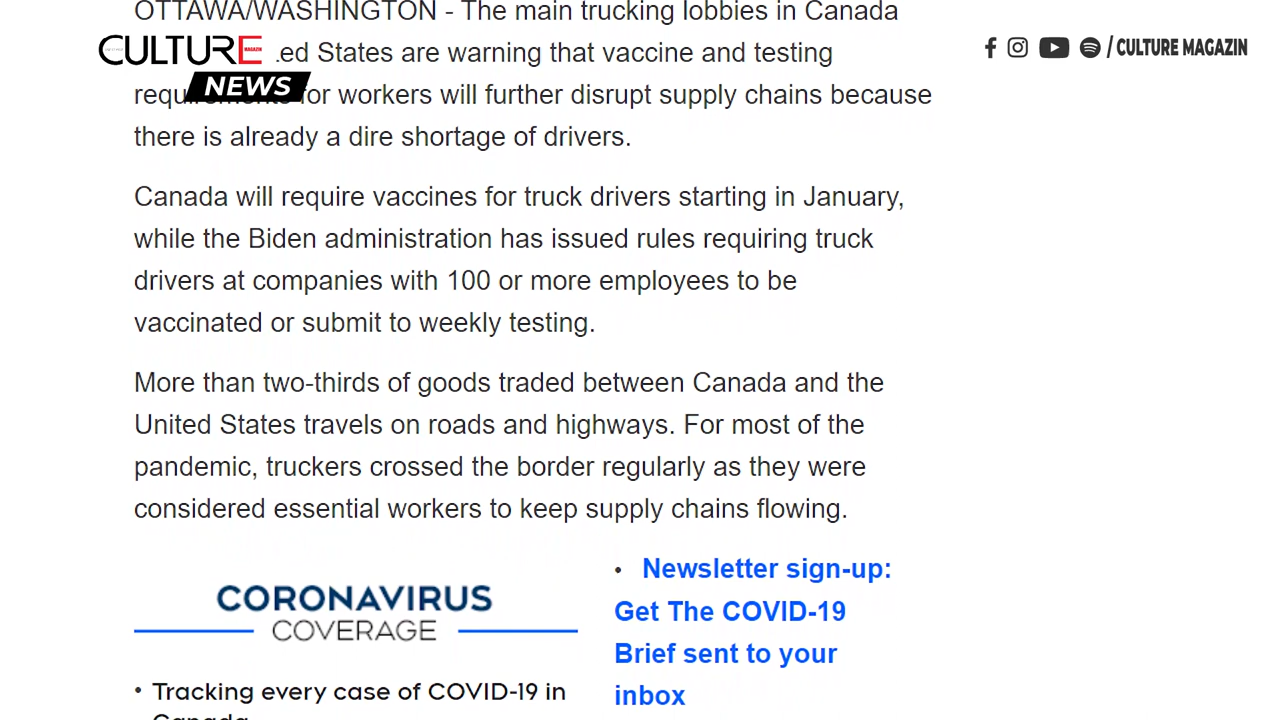 OTTAWA/WASHINGTON - The main trucking lobbies in Canada
CULTURE MAGAZIN
NEWS
/ CULTURE MAGAZIN
States are warning that vaccine and testing
for workers will further disrupt supply chains because
there is already a dire shortage of drivers.
Canada will require vaccines for truck drivers starting in January,
while the Biden administration has issued rules requiring truck
drivers at companies with 100 or more employees to be
vaccinated or submit to weekly testing.
More than two-thirds of goods traded between Canada and the
United States travels on roads and highways. For most of the
pandemic, truckers crossed the border regularly as they were
considered essential workers to keep supply chains flowing.
• Newsletter sign-up:
Get The COVID-19
Brief sent to your
inbox
CORONAVIRUS
COVERAGE
• Tracking every case of COVID-19 in
Canada